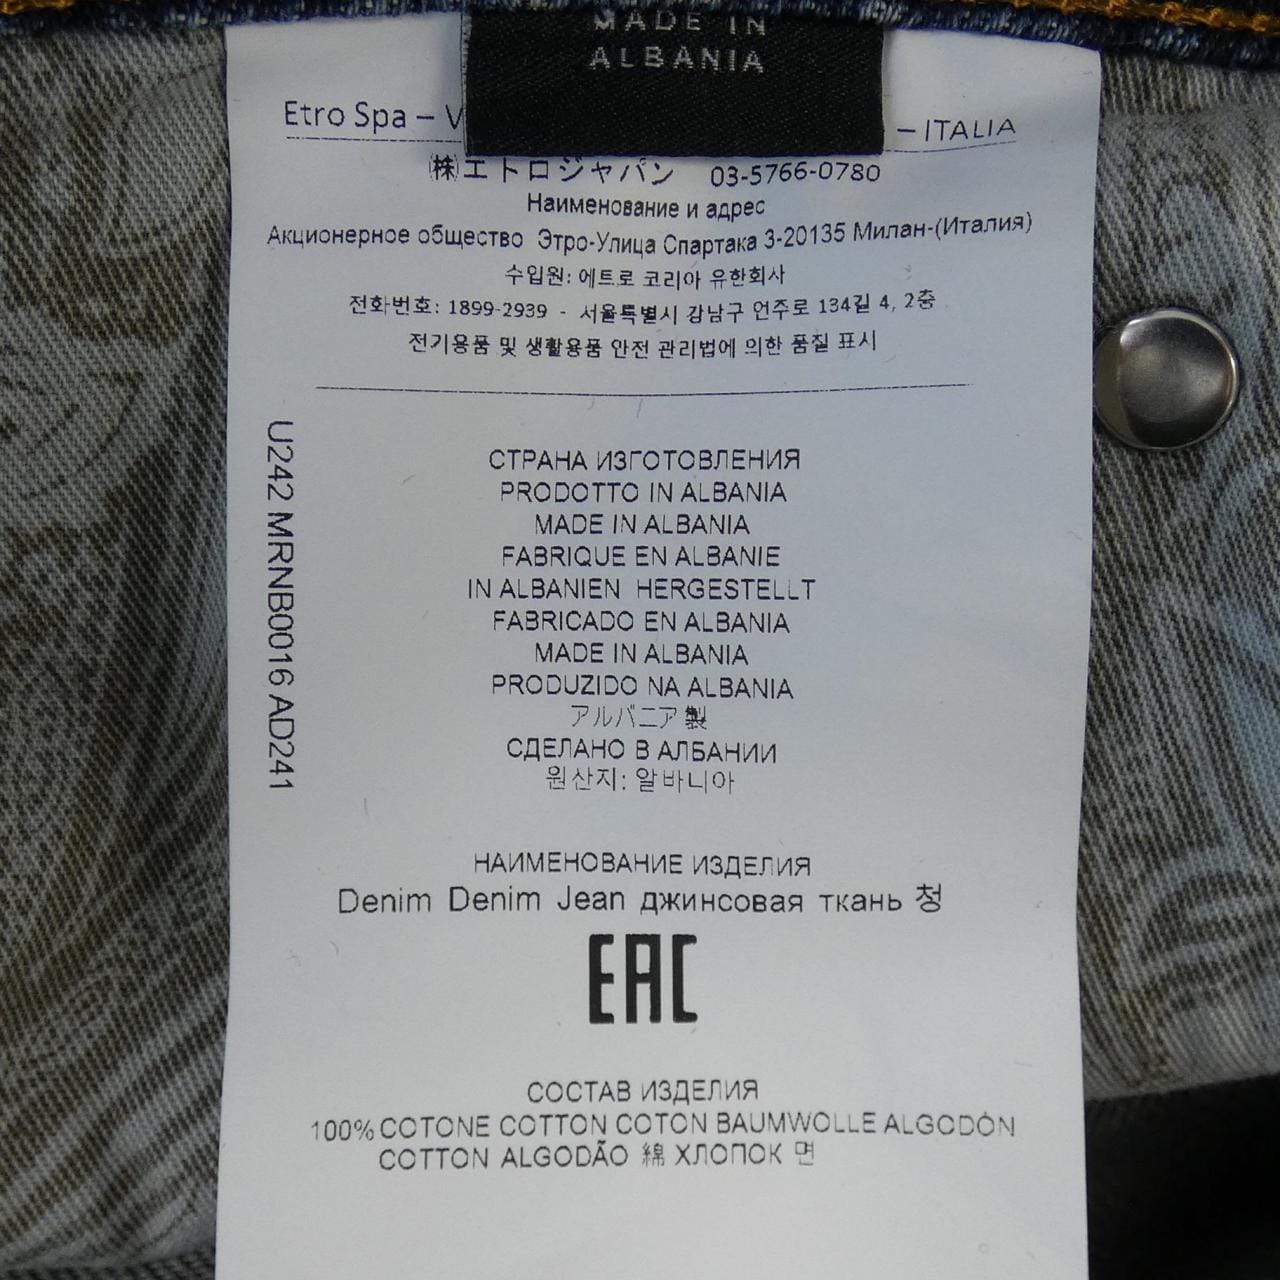 MADE IN
ALBANIA
Etro Spa – V
– ITALIA
㈱エトロジャパン 03-5766-0780
Наименование и адрес
Акционерное общество Этро-Улица Спартака 3-20135 Милан-(Италия)
수입원: 에트로 코리아 유한회사
전화번호: 1899-2939 - 서울특별시 강남구 언주로 134길 4, 2층
전기용품 및 생활용품 안전 관리법에 의한 품질 표시
U242 MRNB0016 AD241
СТРАНА ИЗГОТОВЛЕНИЯ
PRODOTTO IN ALBANIA
MADE IN ALBANIA
FABRIQUE EN ALBANIE
IN ALBANIEN HERGESTELLT
FABRICADO EN ALBANIA
MADE IN ALBANIA
PRODUZIDO NA ALBANIA
アルバニア製
СДЕЛАНО В АЛБАНИИ
원산지: 알바니아
НАИМЕНОВАНИЕ ИЗДЕЛИЯ
Denim Denim Jean джинсовая ткань 청
EAC
СОСТАВ ИЗДЕЛИЯ
100% COTONE COTTON COTON BAUMWOLLE ALGODÓN
COTTON ALGODÃO 綿 ХЛОПОК 면